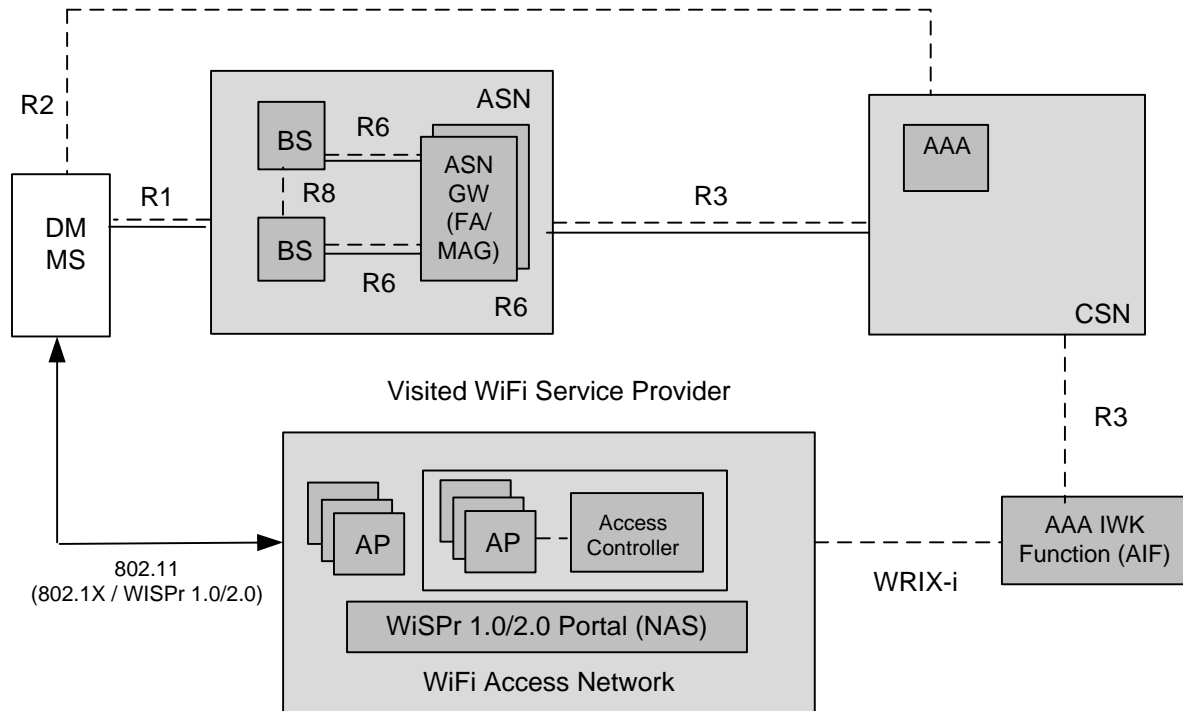 R2
ASN
BS
R6
ASN
GW
(FA/
MAG)
AAA
R1
R8
R3
DM
MS
BS
R6
R6
CSN
Visited WiFi Service Provider
R3
AP
AP
Access
Controller
AAA IWK
Function (AIF)
802.11
(802.1X / WISPr 1.0/2.0)
WRIX-i
WiSPr 1.0/2.0 Portal (NAS)
WiFi Access Network